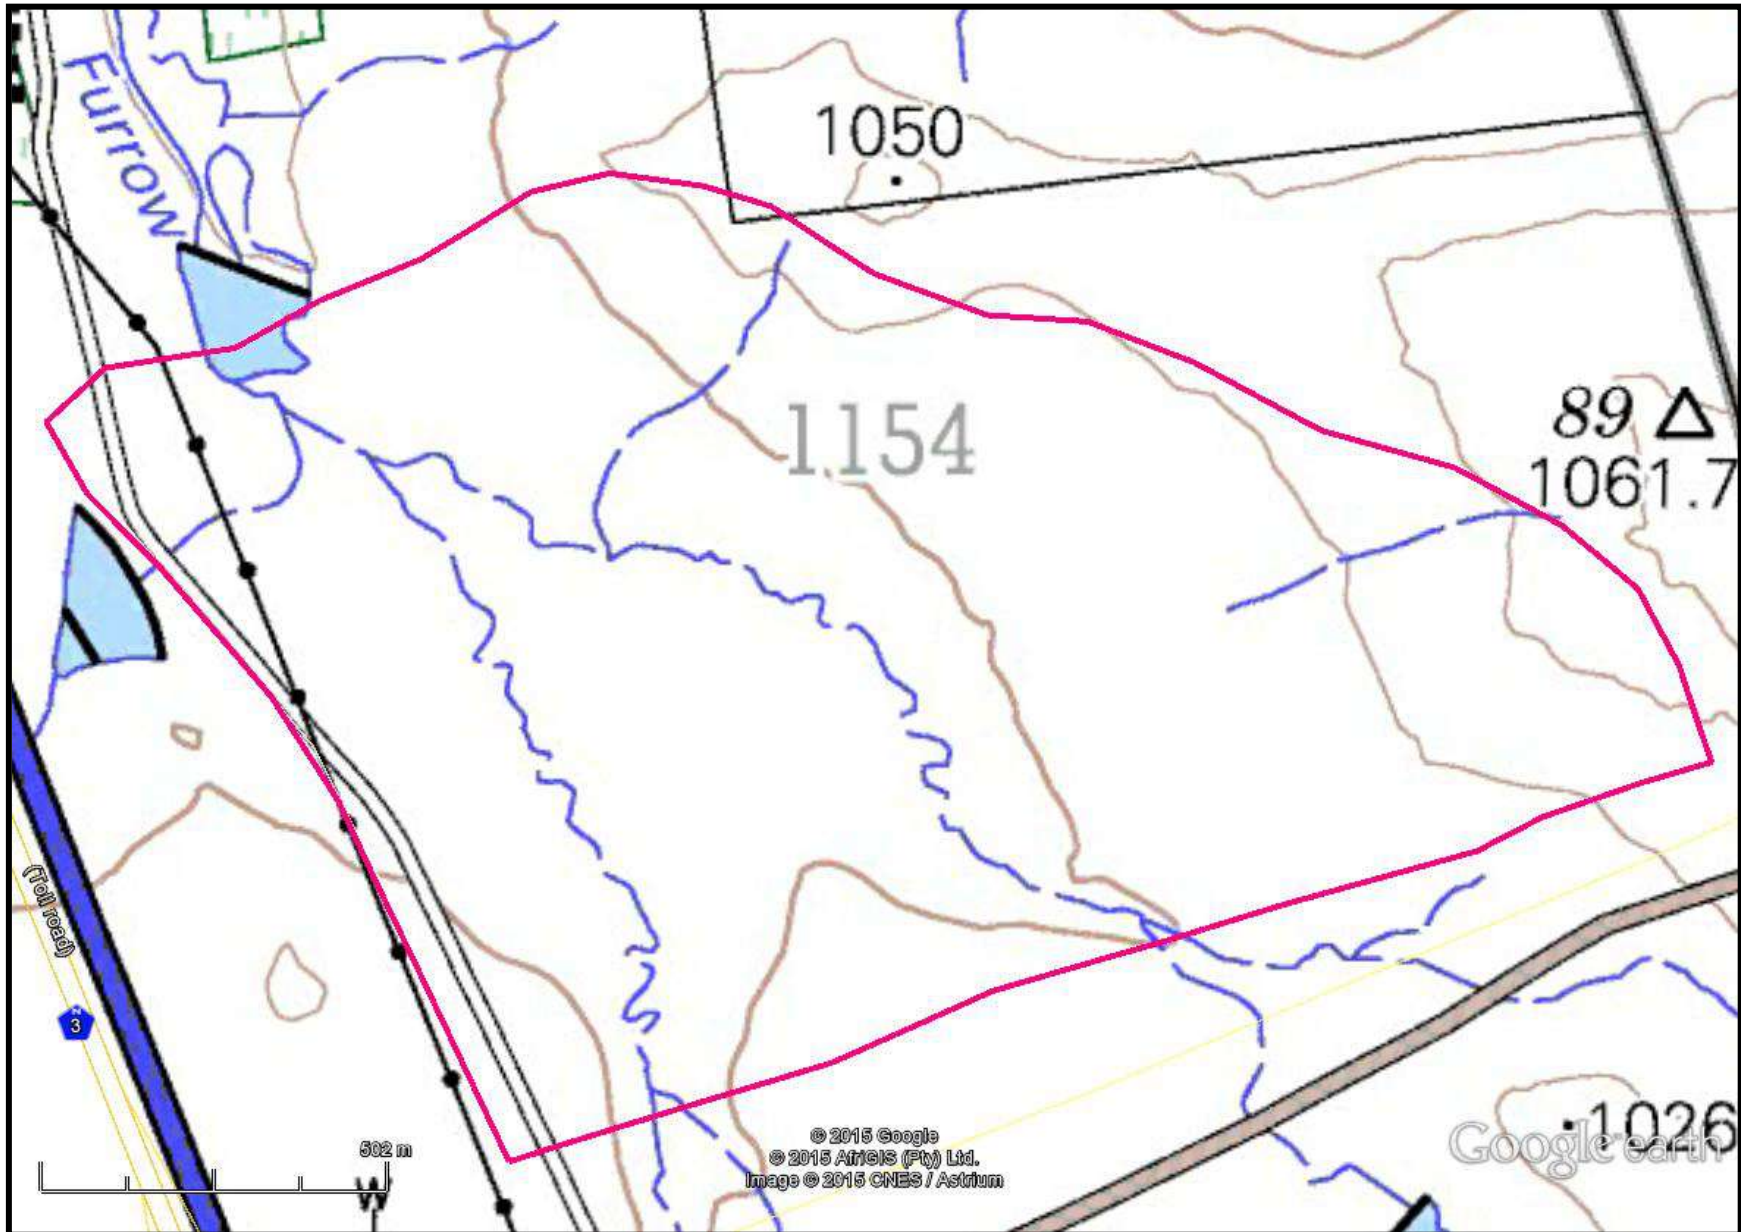 Furrow
1050
1154
89
1061.7
(Toll road)
N
3
502 m
W
© 2015 Google
© 2015 AfriGIS (Pty) Ltd.
Image © 2015 CNES / Astrium
1026
Google earth